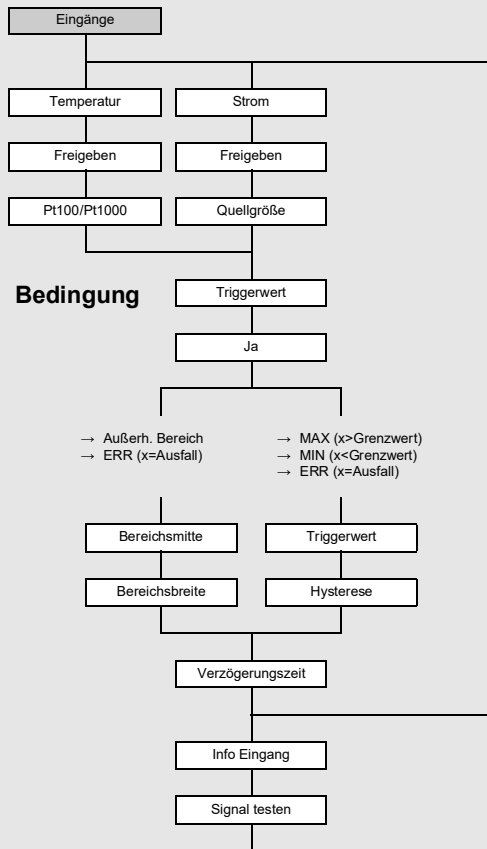 Eingänge
Temperatur
Strom
Freigeben
Freigeben
Pt100/Pt1000
Quellgröße
Bedingung
Triggerwert
Ja
→ Außerh. Bereich
→ ERR (x=Ausfall)
→ MAX (x>Grenzwert)
→ MIN (x<Grenzwert)
→ ERR (x=Ausfall)
Bereichsmitte
Triggerwert
Bereichsbreite
Hysterese
Verzögerungszeit
Info Eingang
Signal testen